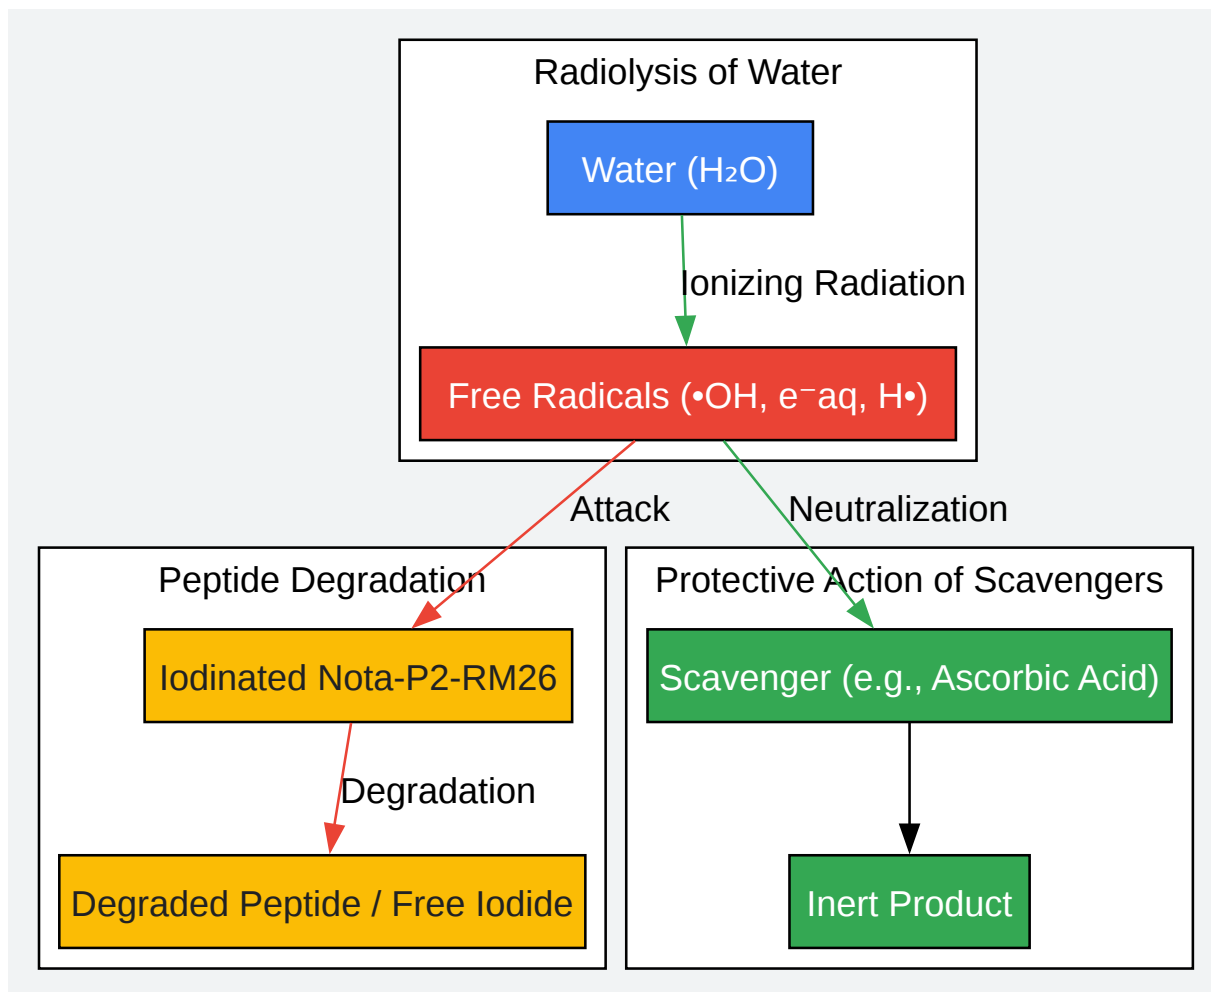 Radiolysis of Water
Water (H₂O)
Ionizing Radiation
Free Radicals (•OH, e⁻aq, H•)
Attack
Neutralization
Peptide Degradation
Protective Action of Scavengers
Iodinated Nota-P2-RM26
Scavenger (e.g., Ascorbic Acid)
Degradation
Degraded Peptide / Free Iodide
Inert Product